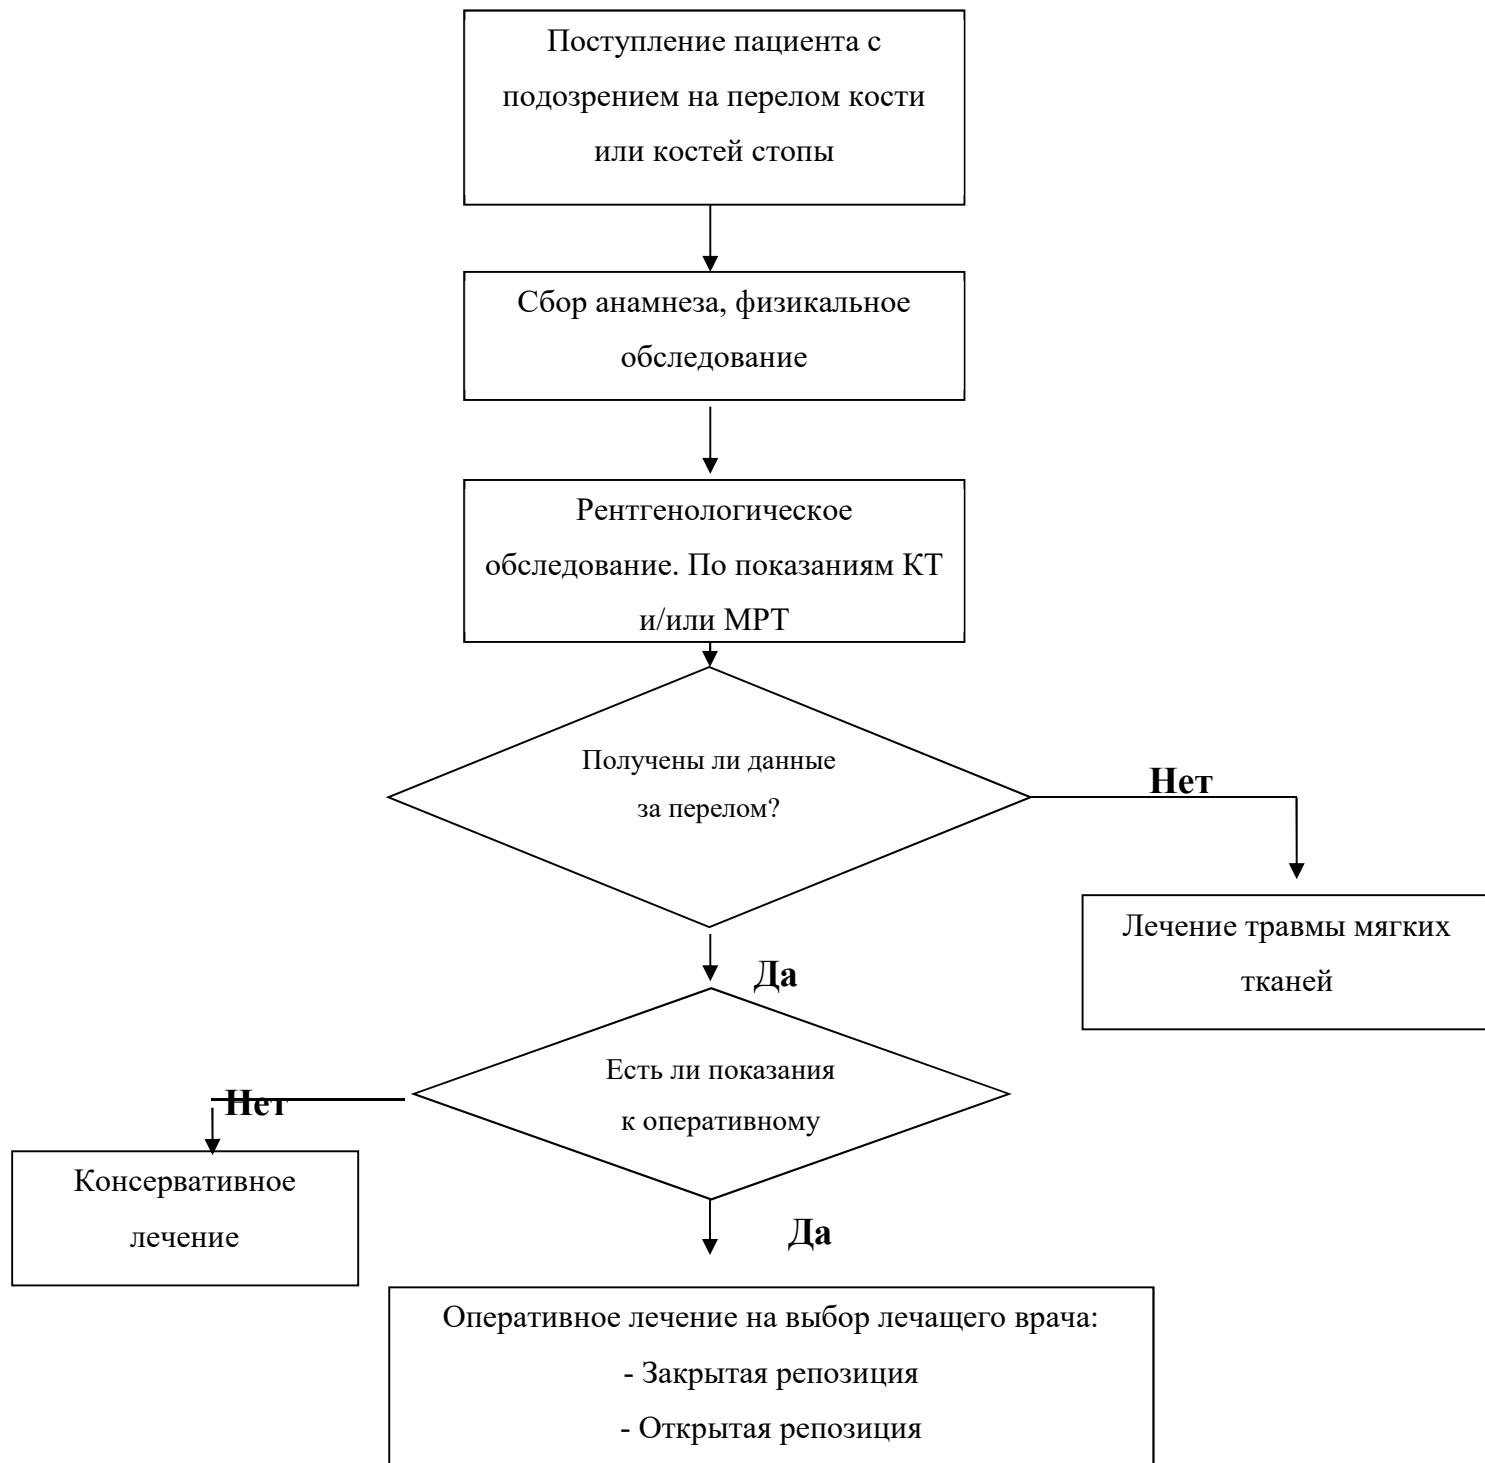 Поступление пациента с
подозрением на перелом кости
или костей стопы
Сбор анамнеза, физикальное
обследование
Рентгенологическое
обследование. По показаниям КТ
и/или МРТ
Получены ли данные
за перелом?
Нет
Лечение травмы мягких
тканей
Да
Есть ли показания
к оперативному
Нет
Консервативное
лечение
Да
Оперативное лечение на выбор лечащего врача:
- Закрытая репозиция
- Открытая репозиция